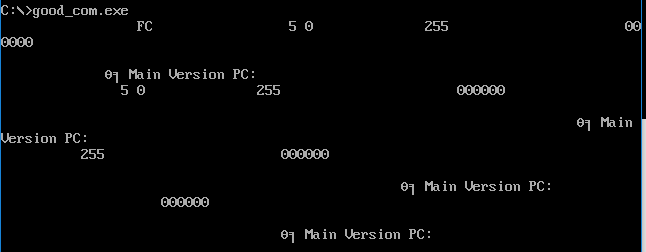 C:\>good_com.exe
FC 5 0 255 00
0000
θ┐ Main Version PC:
5 0 255 000000
θ┐ Main
Version PC:
255 000000
θ┐ Main Version PC:
000000
θ┐ Main Version PC: